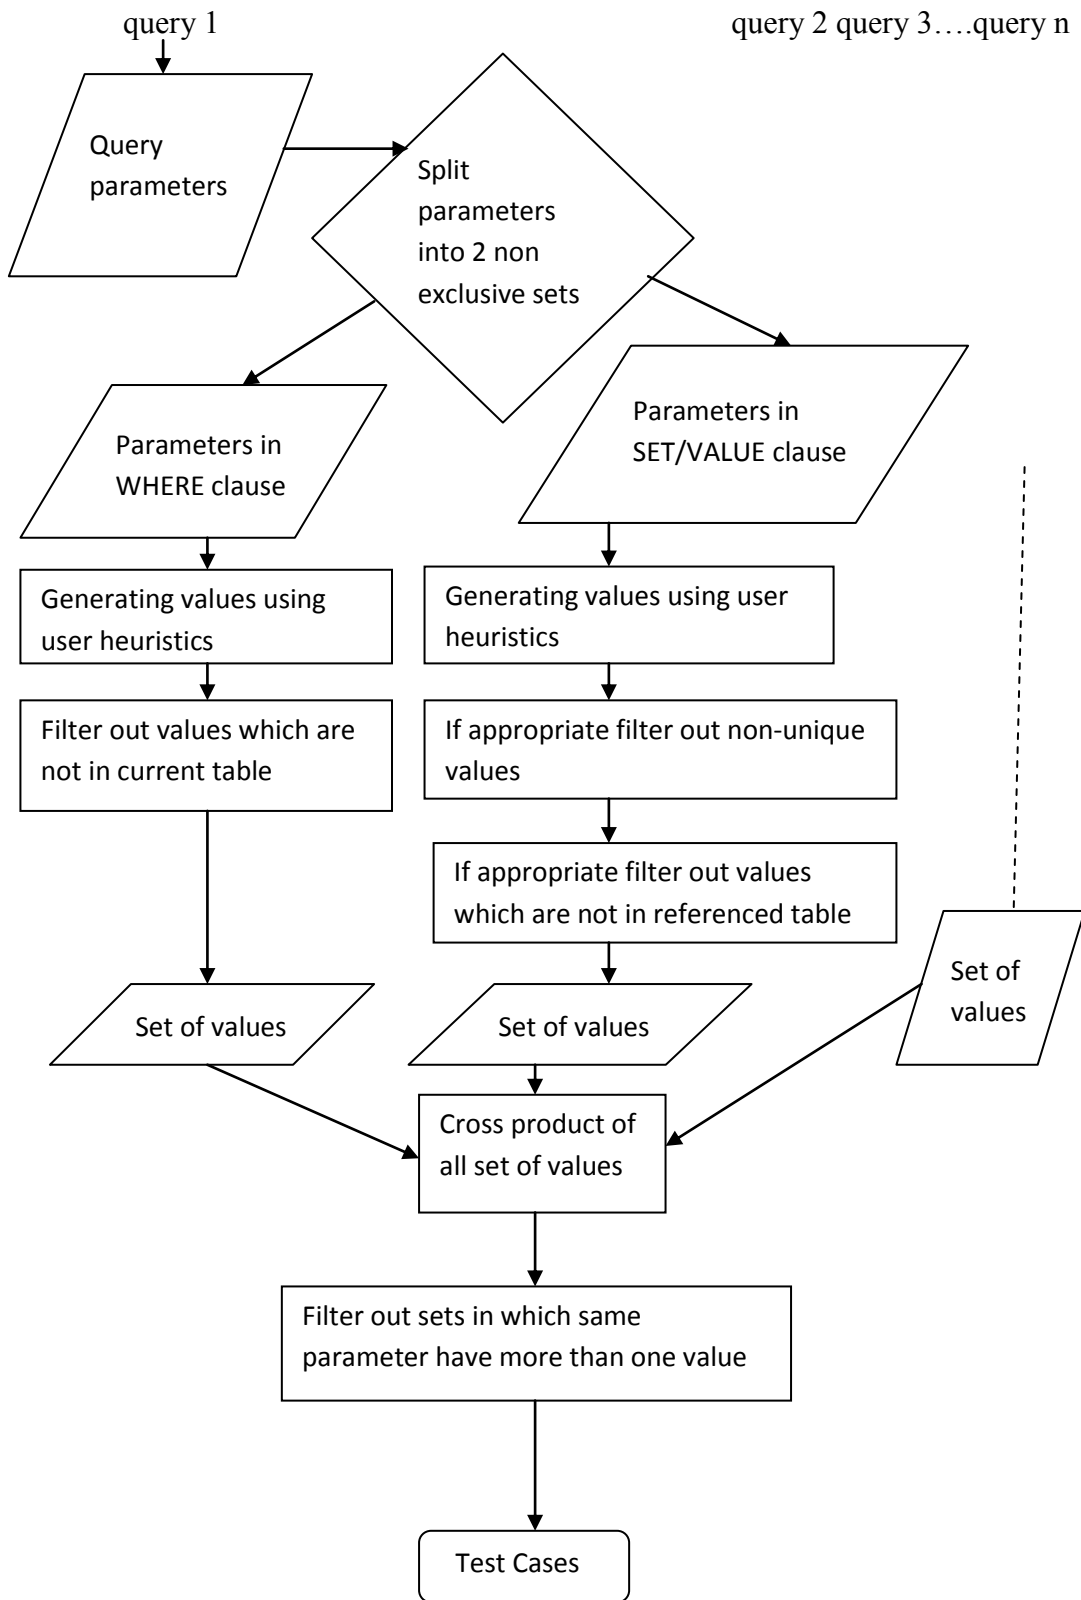 query 1
query 2 query 3….query n
Query
parameters
Split
parameters
into 2 non
exclusive sets
Parameters in
WHERE clause
Parameters in
SET/VALUE clause
Generating values using
user heuristics
Generating values using user
heuristics
Filter out values which are
not in current table
If appropriate filter out non-unique
values
If appropriate filter out values
which are not in referenced table
Set of values
Set of values
Set of
values
Cross product of
all set of values
Filter out sets in which same
parameter have more than one value
Test Cases